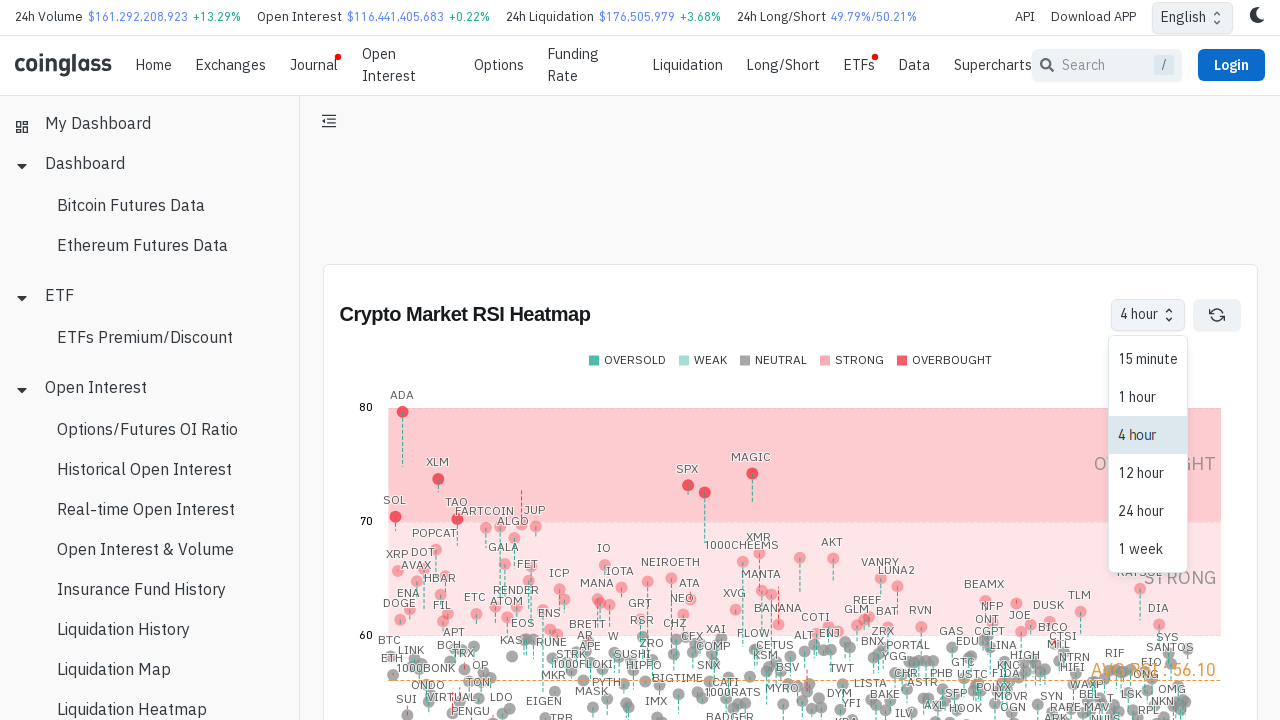 24h Volume $161,292,208,923 +13.29% Open Interest $116,441,405,683 +0.22% 24h Liquidation $176,505,979 +3.68% 24h Long/Short 49.79%/50.21% API Download APP English
coinglass Home Exchanges Journal Open Interest Options Funding Rate Liquidation Long/Short ETFs Data Supercharts Search / Login
My Dashboard
Dashboard
Bitcoin Futures Data
Ethereum Futures Data
ETF
ETFs Premium/Discount
Open Interest
Options/Futures OI Ratio
Historical Open Interest
Real-time Open Interest
Open Interest & Volume
Insurance Fund History
Liquidation History
Liquidation Map
Liquidation Heatmap
Crypto Market RSI Heatmap
4 hour
15 minute
1 hour
4 hour
12 hour
24 hour
1 week
OVERSOLD WEAK NEUTRAL STRONG OVERBOUGHT
80
70
60
STRONG
AVG RSI: 56.10
ADA
XLM
SPX
MAGIC
SOL
TAO
FARTCOIN
JUP
ALGO
POPCAT
XMR
1000CHEEMS
AKT
GALA
IO
XRP
DOT
AVAX
FET
NEIROETH
VANRY
LUNA2
ICP
IOTA
MANTA
HBAR
MANA
ATA
BEAMX
ENA
RENDER
NEO
XVG
TLM
DOGE
FIL
ETC
ATOM
GRT
BANANA
REEF
NFP
DUSK
DIA
ENS
GLM
BAT
RVN
EOS
RSR
CHZ
COTI
ONT
JOE
BRETT
APT
XAI
FLOW
ALT
ENJ
ZRX
GAS
CGPT
BICO
BTC
KAS
RUNE
AR
W
CFX
BNX
EDU
CTSI
SYS
LINK
BCH
TRX
APE
ZRO
COMP
CETUS
PORTAL
LINA
MTL
SANTOS
ETH
STRK
SUSHI
XSM
YGG
HIGH
NTRN
RIF
1000BONK
OP
1000FLOKI
HIPPO
SNX
BSV
TWT
CHR
GTC
KNC
HIFI
ONDO
TON
MKR
PYTH
BIGTIME
CATI
MYRO
LISTA
ASTR
PHB
USTC
FIDA
WAXP
ONG
SUI
VIRTUAL
LDO
MASK
1000RATS
DYM
BAKE
SFP
POLYX
MOVR
SYN
LSK
OMG
PENGU
EIGEN
IMX
YFI
ILV
AXL
HOOK
OGN
RARE
MAV
RPL
NKN
BADGER
ARK